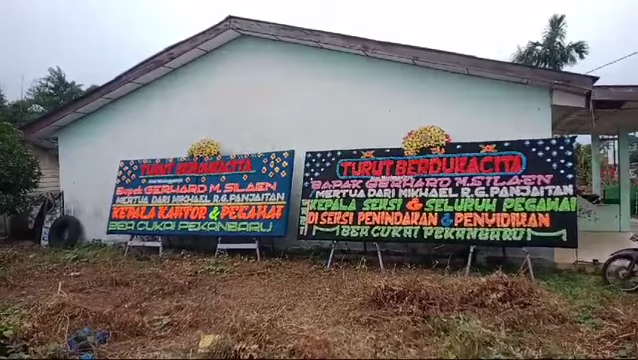 TURUT BERDUKACITA
Bapak GERHARD M. SILAEN
MERTUA DARI MIKHAEL R.G. PANJAITAN
KEPALA KANTOR & PEGAWAI
BEA CUKAI PEKANBARU
TURUT BERDUKACITA
BAPAK GERHARD M. SILAEN
MERTUA DARI MIKHAEL R.G. PANJAITAN
KEPALA SEKSI & SELURUH PEGAWAI
DI SEKSI PENINDAKAN & PENYIDIKAN
BEA CUKAI PEKANBARU